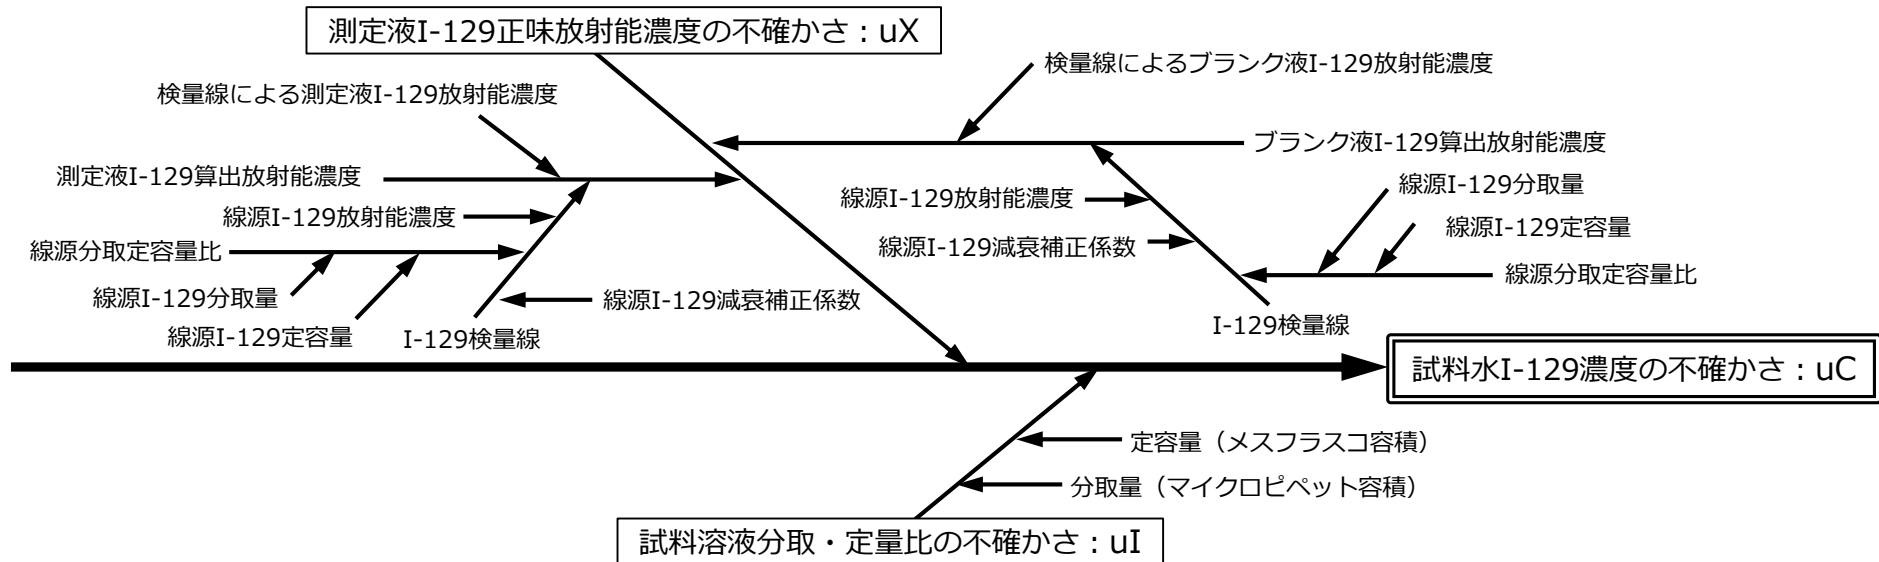 測定液I-129正味放射能濃度の不確かさ：uX
検量線によるブランク液I-129放射能濃度
検量線による測定液I-129放射能濃度
ブランク液I-129算出放射能濃度
測定液I-129算出放射能濃度
線源I-129分取量
線源I-129放射能濃度
線源I-129放射能濃度
線源I-129定容量
線源分取定容量比
線源I-129減衰補正係数
線源分取定容量比
線源I-129分取量
線源I-129減衰補正係数
線源I-129定容量
I-129検量線
I-129検量線
試料水I-129濃度の不確かさ：uC
定容量（メスフラスコ容積）
分取量（マイクロピペット容積）
試料溶液分取・定量比の不確かさ：uI